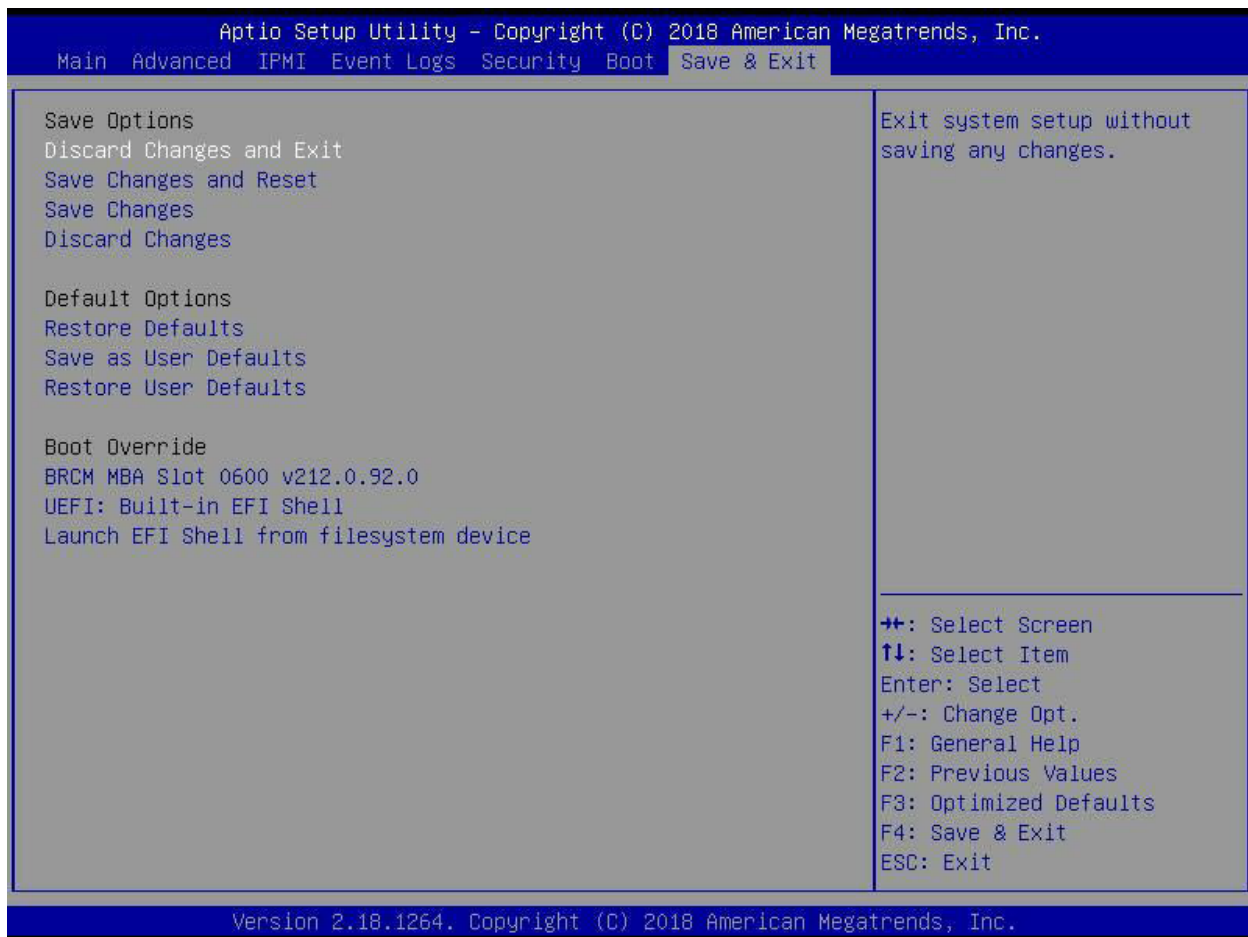 Aptio Setup Utility – Copyright (C) 2018 American Megatrends, Inc.
Main Advanced IPMI Event Logs Security Boot Save & Exit
Save Options
Discard Changes and Exit
Save Changes and Reset
Save Changes
Discard Changes
Default Options
Restore Defaults
Save as User Defaults
Restore User Defaults
Boot Override
BRCM MBA Slot 0600 v212.0.92.0
UEFI: Built-in EFI Shell
Launch EFI Shell from filesystem device
Exit system setup without
saving any changes.
→←: Select Screen
↑↓: Select Item
Enter: Select
+/-: Change Opt.
F1: General Help
F2: Previous Values
F3: Optimized Defaults
F4: Save & Exit
ESC: Exit
Version 2.18.1264. Copyright (C) 2018 American Megatrends, Inc.